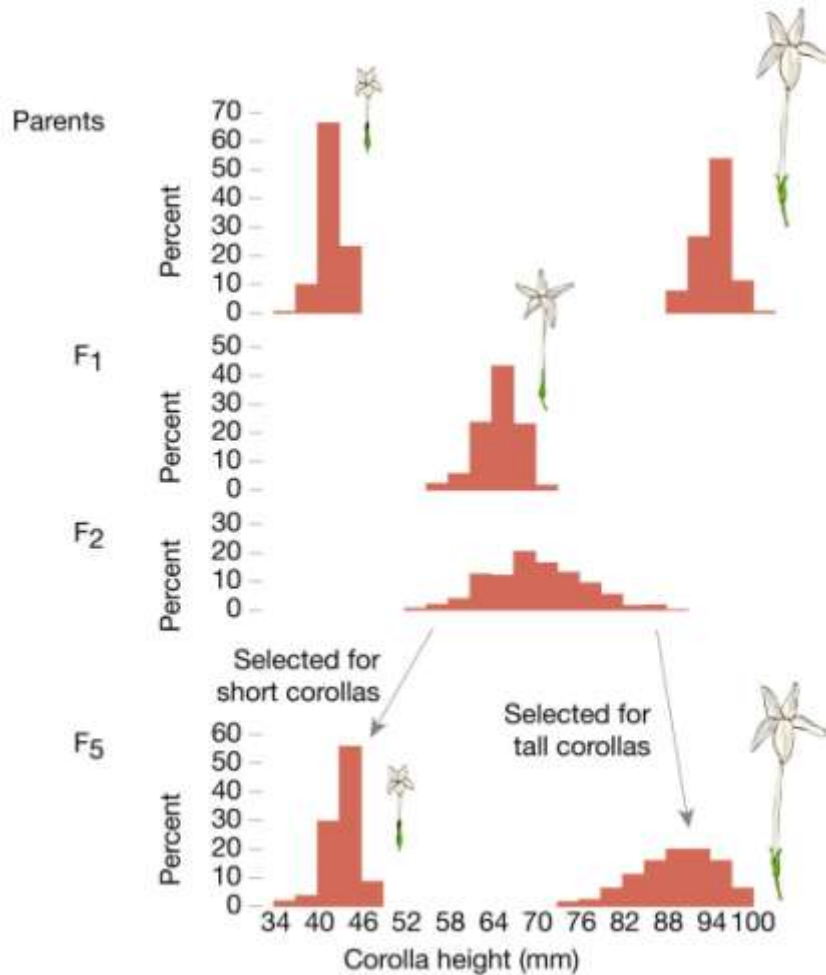 Parents
Percent
70
60
50
40
30
20
10
0
F1
Percent
50
40
30
20
10
0
F2
Percent
30
20
10
0
Selected for
short corollas
Selected for
tall corollas
F5
Percent
60
50
40
30
20
10
0
34 40 46 52 58 64 70 76 82 88 94 100
Corolla height (mm)